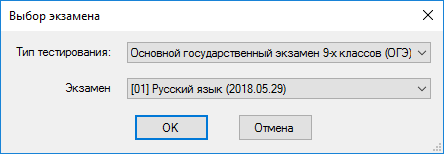 Выбор экзамена
Тип тестирования: Основной государственный экзамен 9-х классов (ОГЭ)
Экзамен [01] Русский язык (2018.05.29)
OK Отмена